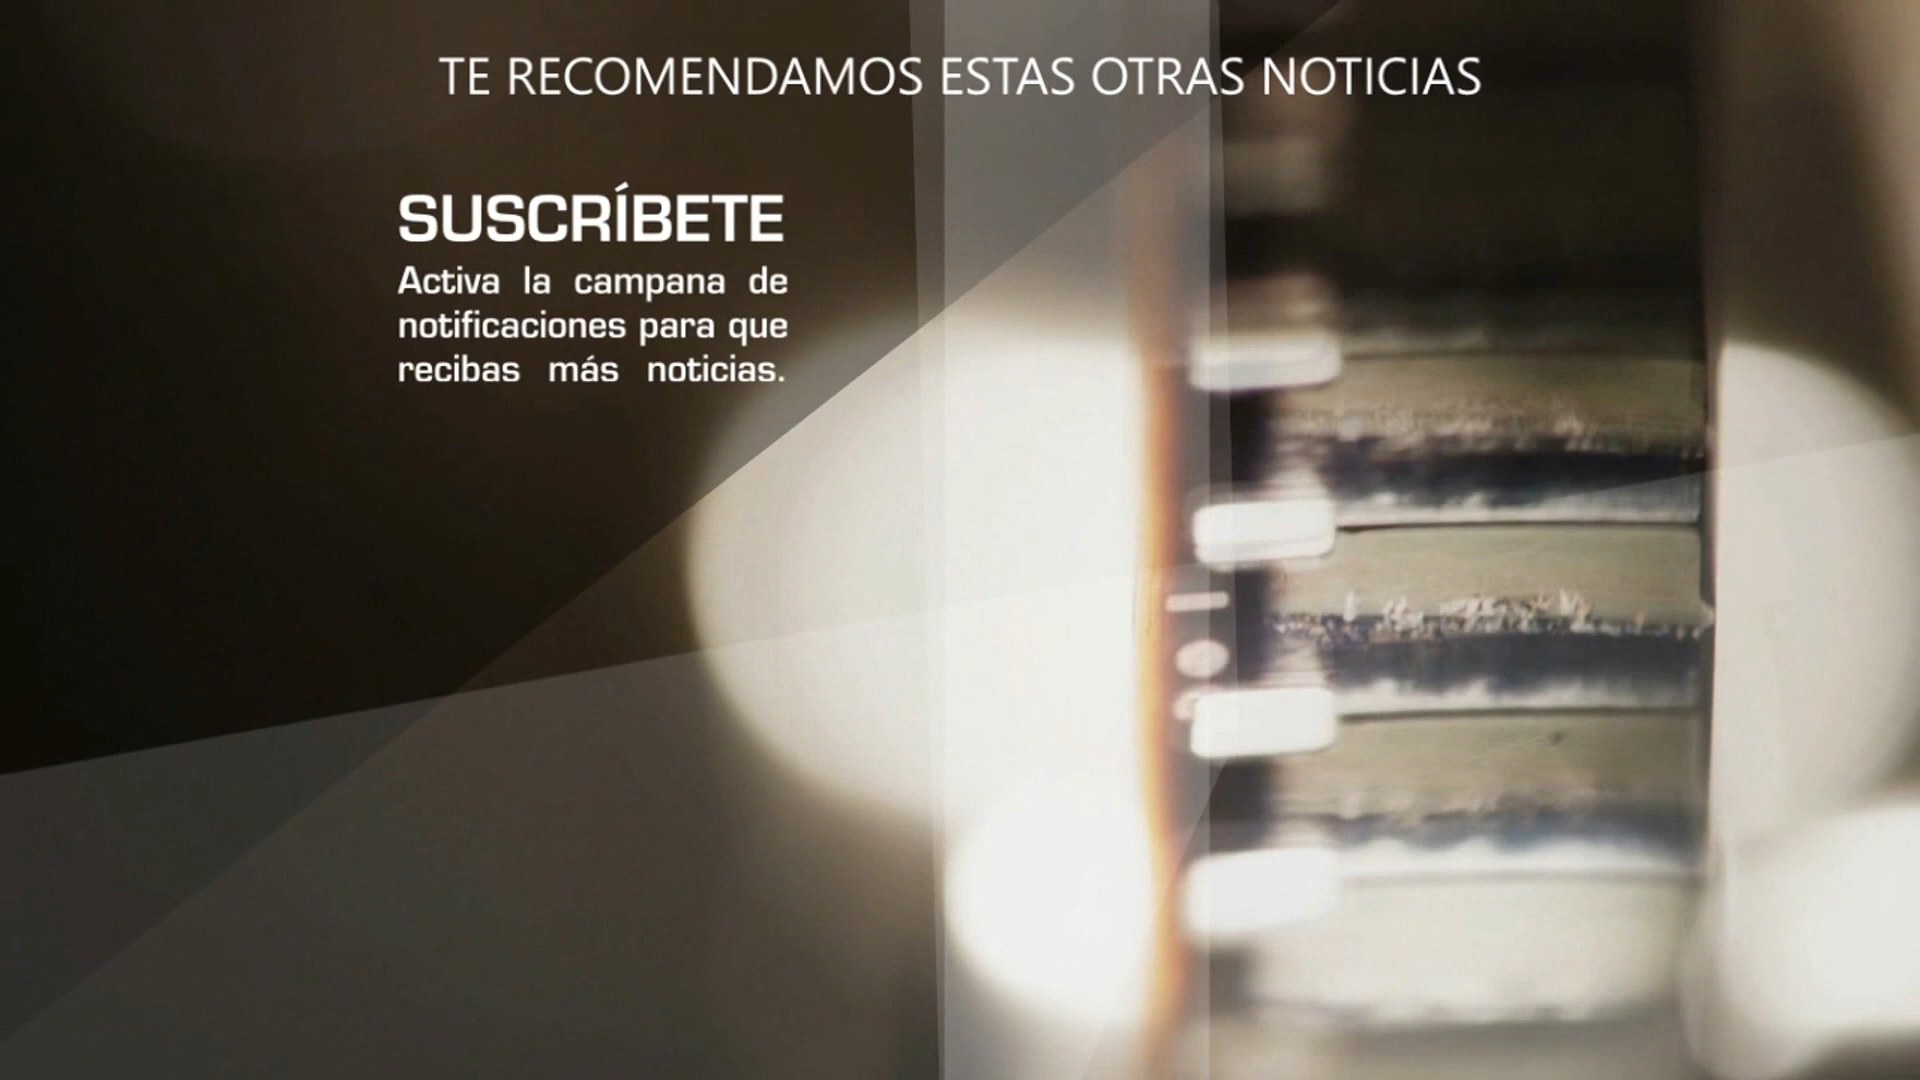 TE RECOMENDAMOS ESTAS OTRAS NOTICIAS
SUSCRÍBETE
Activa la campana de
notificaciones para que
recibas más noticias.